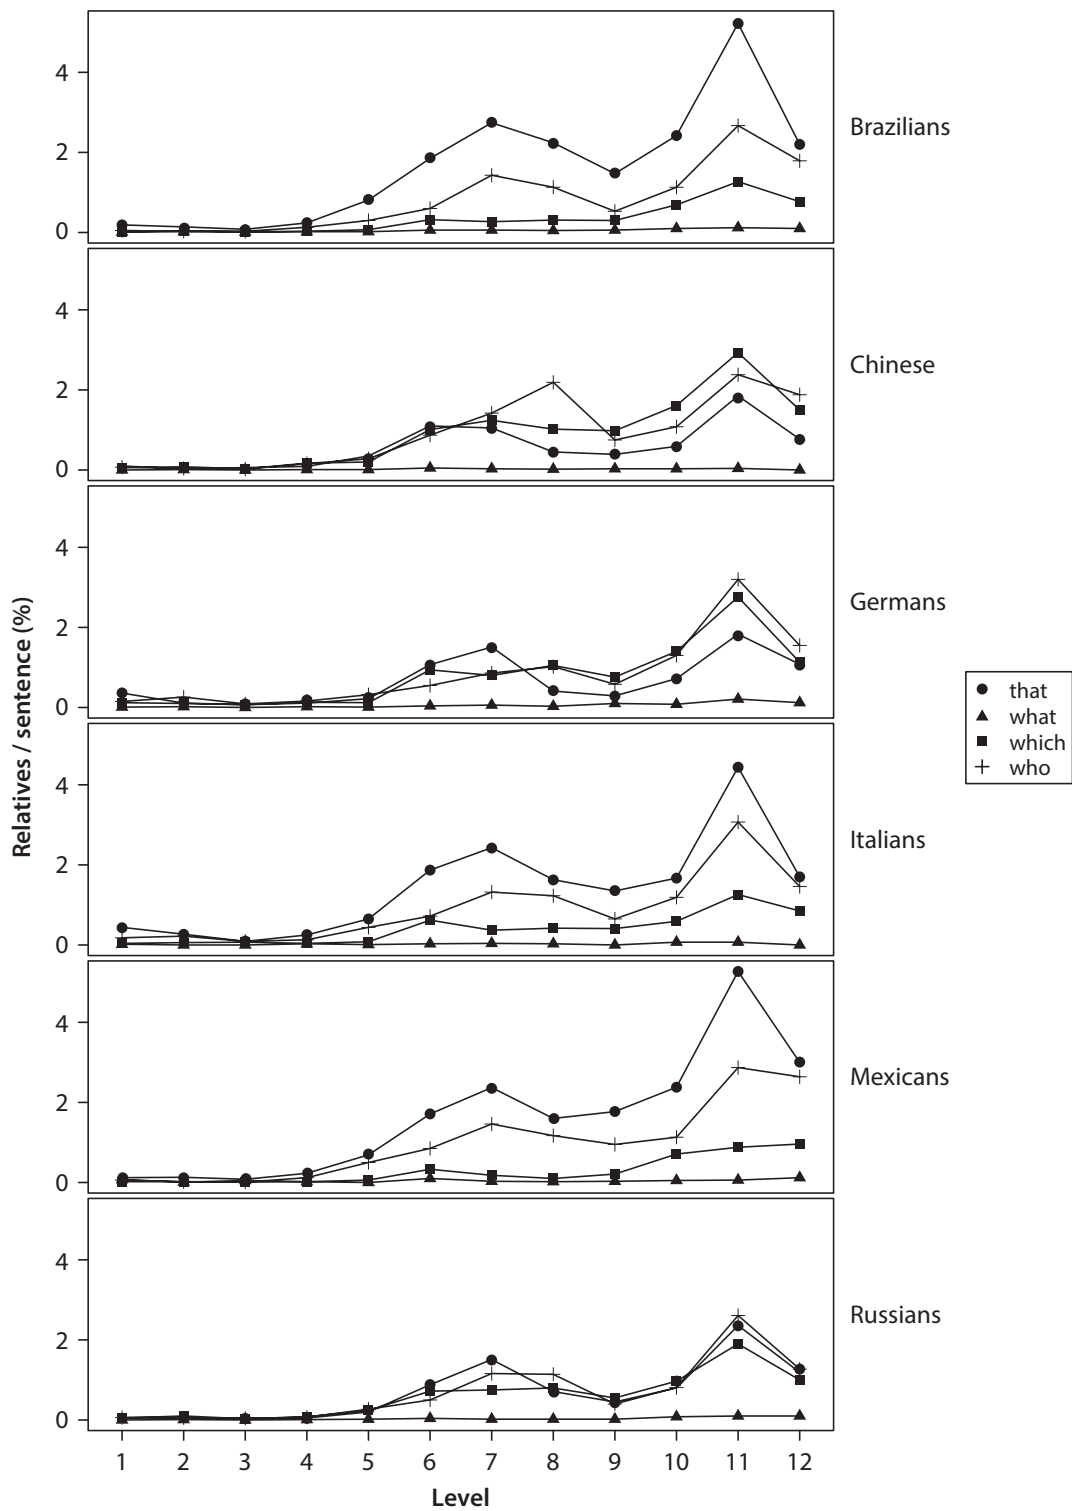 4
2
0
Brazilians
4
2
0
Chinese
4
2
0
Germans
4
2
0
Italians
4
2
0
Mexicans
4
2
0
Russians
Relatives / sentence (%)
that
what
which
who
1 2 3 4 5 6 7 8 9 10 11 12
Level